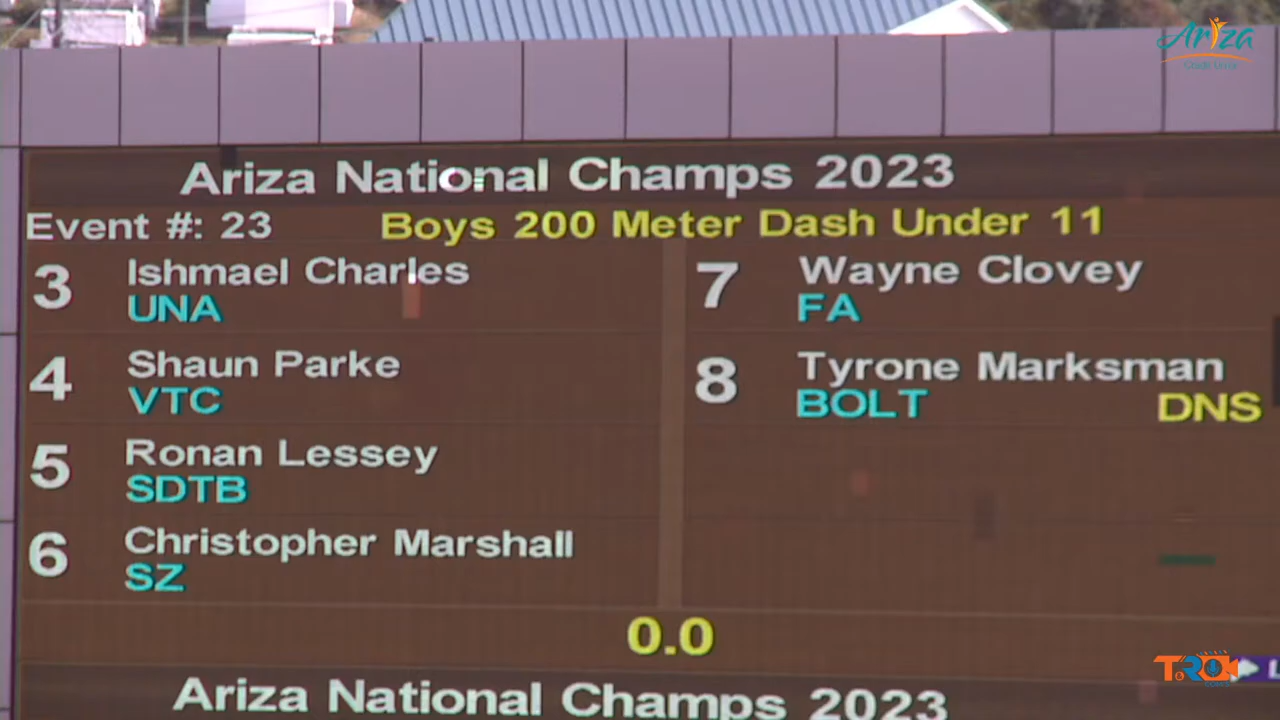 Ariza
Credit Union
Ariza National Champs 2023
Event #: 23 Boys 200 Meter Dash Under 11
3 Ishmael Charles
UNA
4 Shaun Parke
VTC
5 Ronan Lessey
SDTB
6 Christopher Marshall
SZ
7 Wayne Clovey
FA
8 Tyrone Marksman
BOLT DNS
0.0
Ariza National Champs 2023